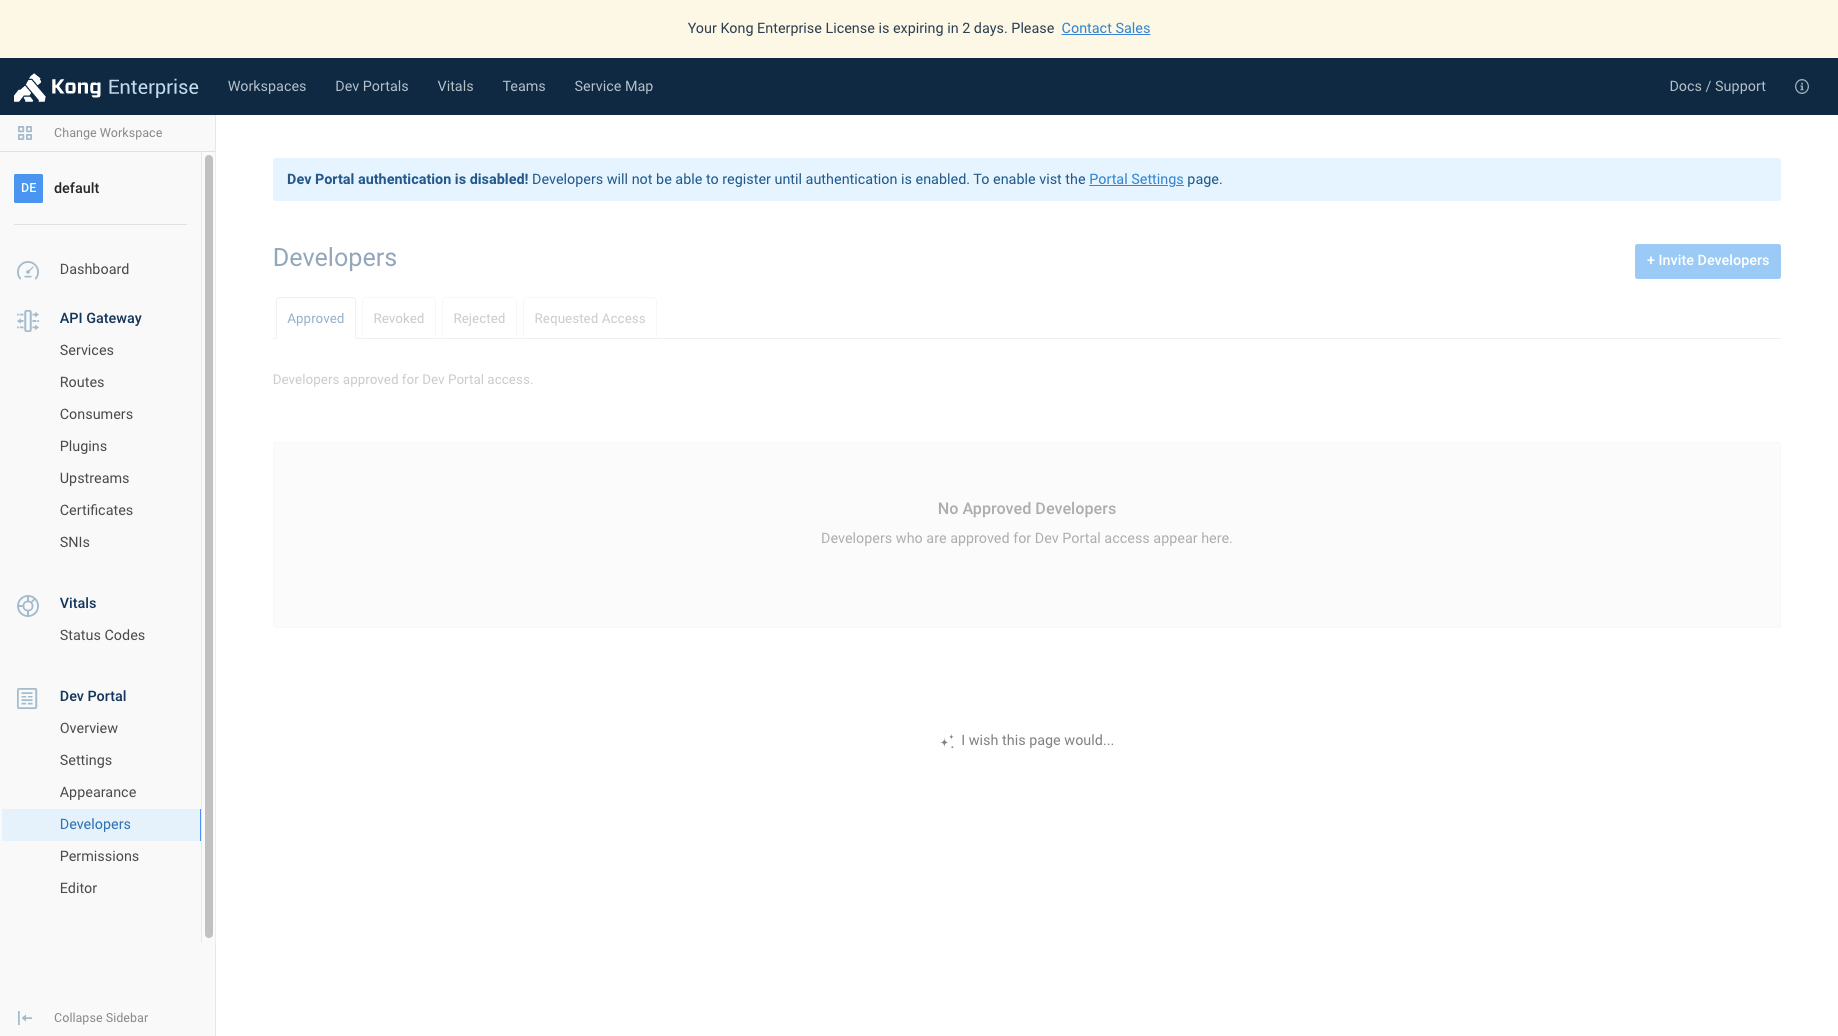 Your Kong Enterprise License is expiring in 2 days. Please Contact Sales
Kong Enterprise Workspaces Dev Portals Vitals Teams Service Map Docs / Support
Change Workspace
DE default
Dev Portal authentication is disabled! Developers will not be able to register until authentication is enabled. To enable vist the Portal Settings page.
Developers
+ Invite Developers
Approved Revoked Rejected Requested Access
Developers approved for Dev Portal access.
No Approved Developers
Developers who are approved for Dev Portal access appear here.
I wish this page would...
Dashboard
API Gateway
Services
Routes
Consumers
Plugins
Upstreams
Certificates
SNIs
Vitals
Status Codes
Dev Portal
Overview
Settings
Appearance
Developers
Permissions
Editor
Collapse Sidebar